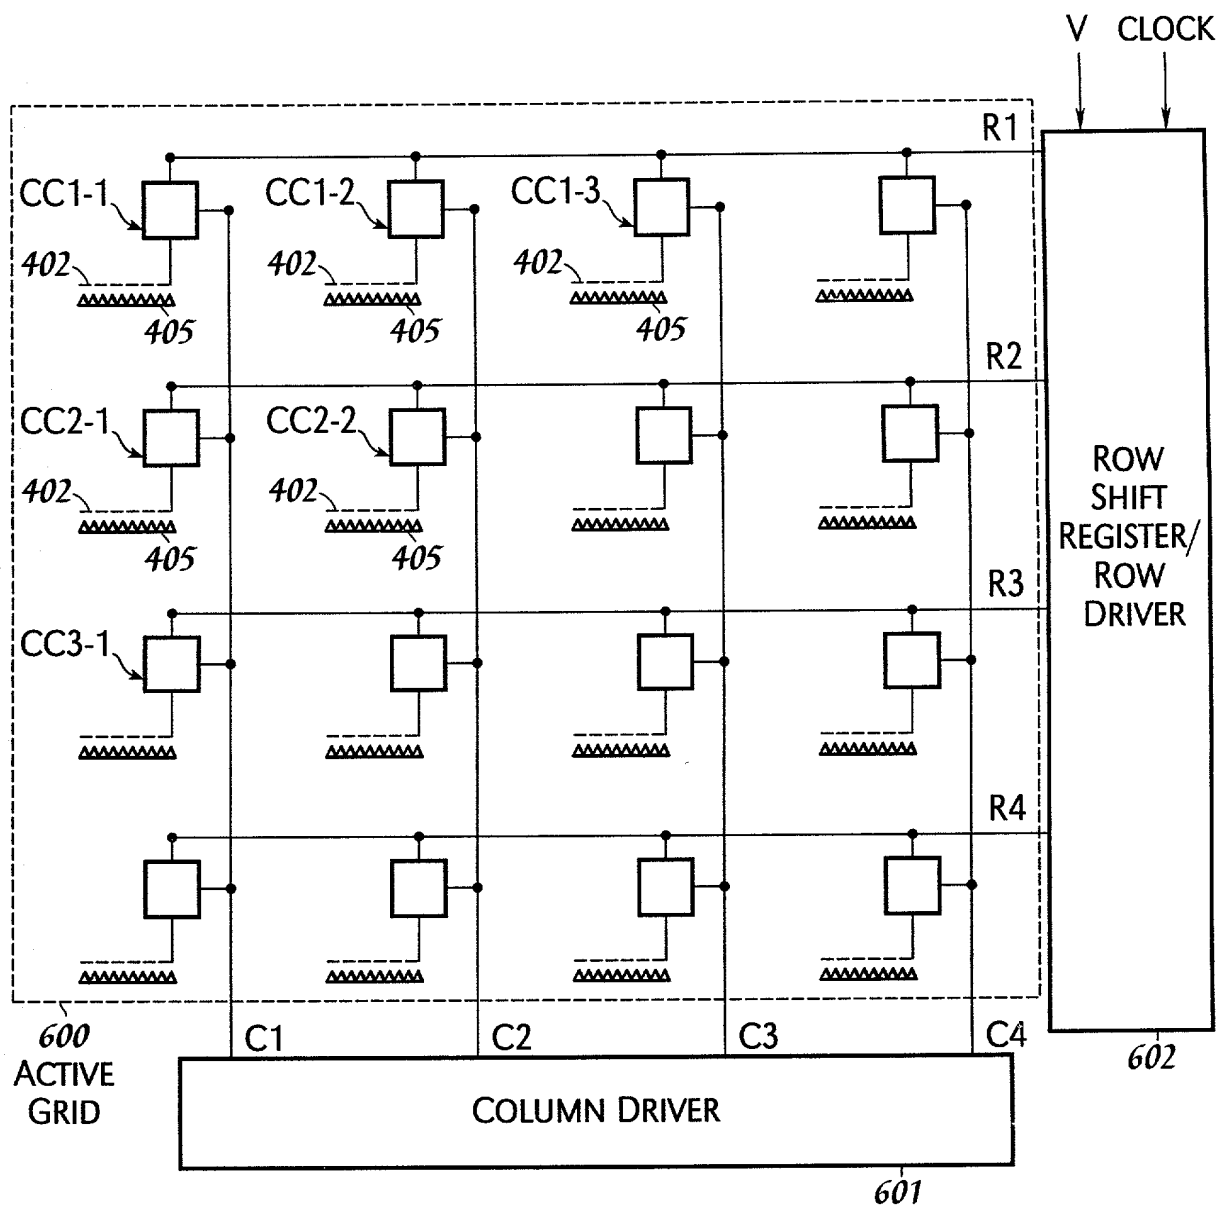 V CLOCK
R1
CC1-1 CC1-2 CC1-3
402 402 402
405 405 405
R2
CC2-1 CC2-2
402 402
405 405
ROW
SHIFT
REGISTER/
ROW
DRIVER
R3
CC3-1
R4
600
ACTIVE
GRID
C1 C2 C3 C4
602
COLUMN DRIVER
601